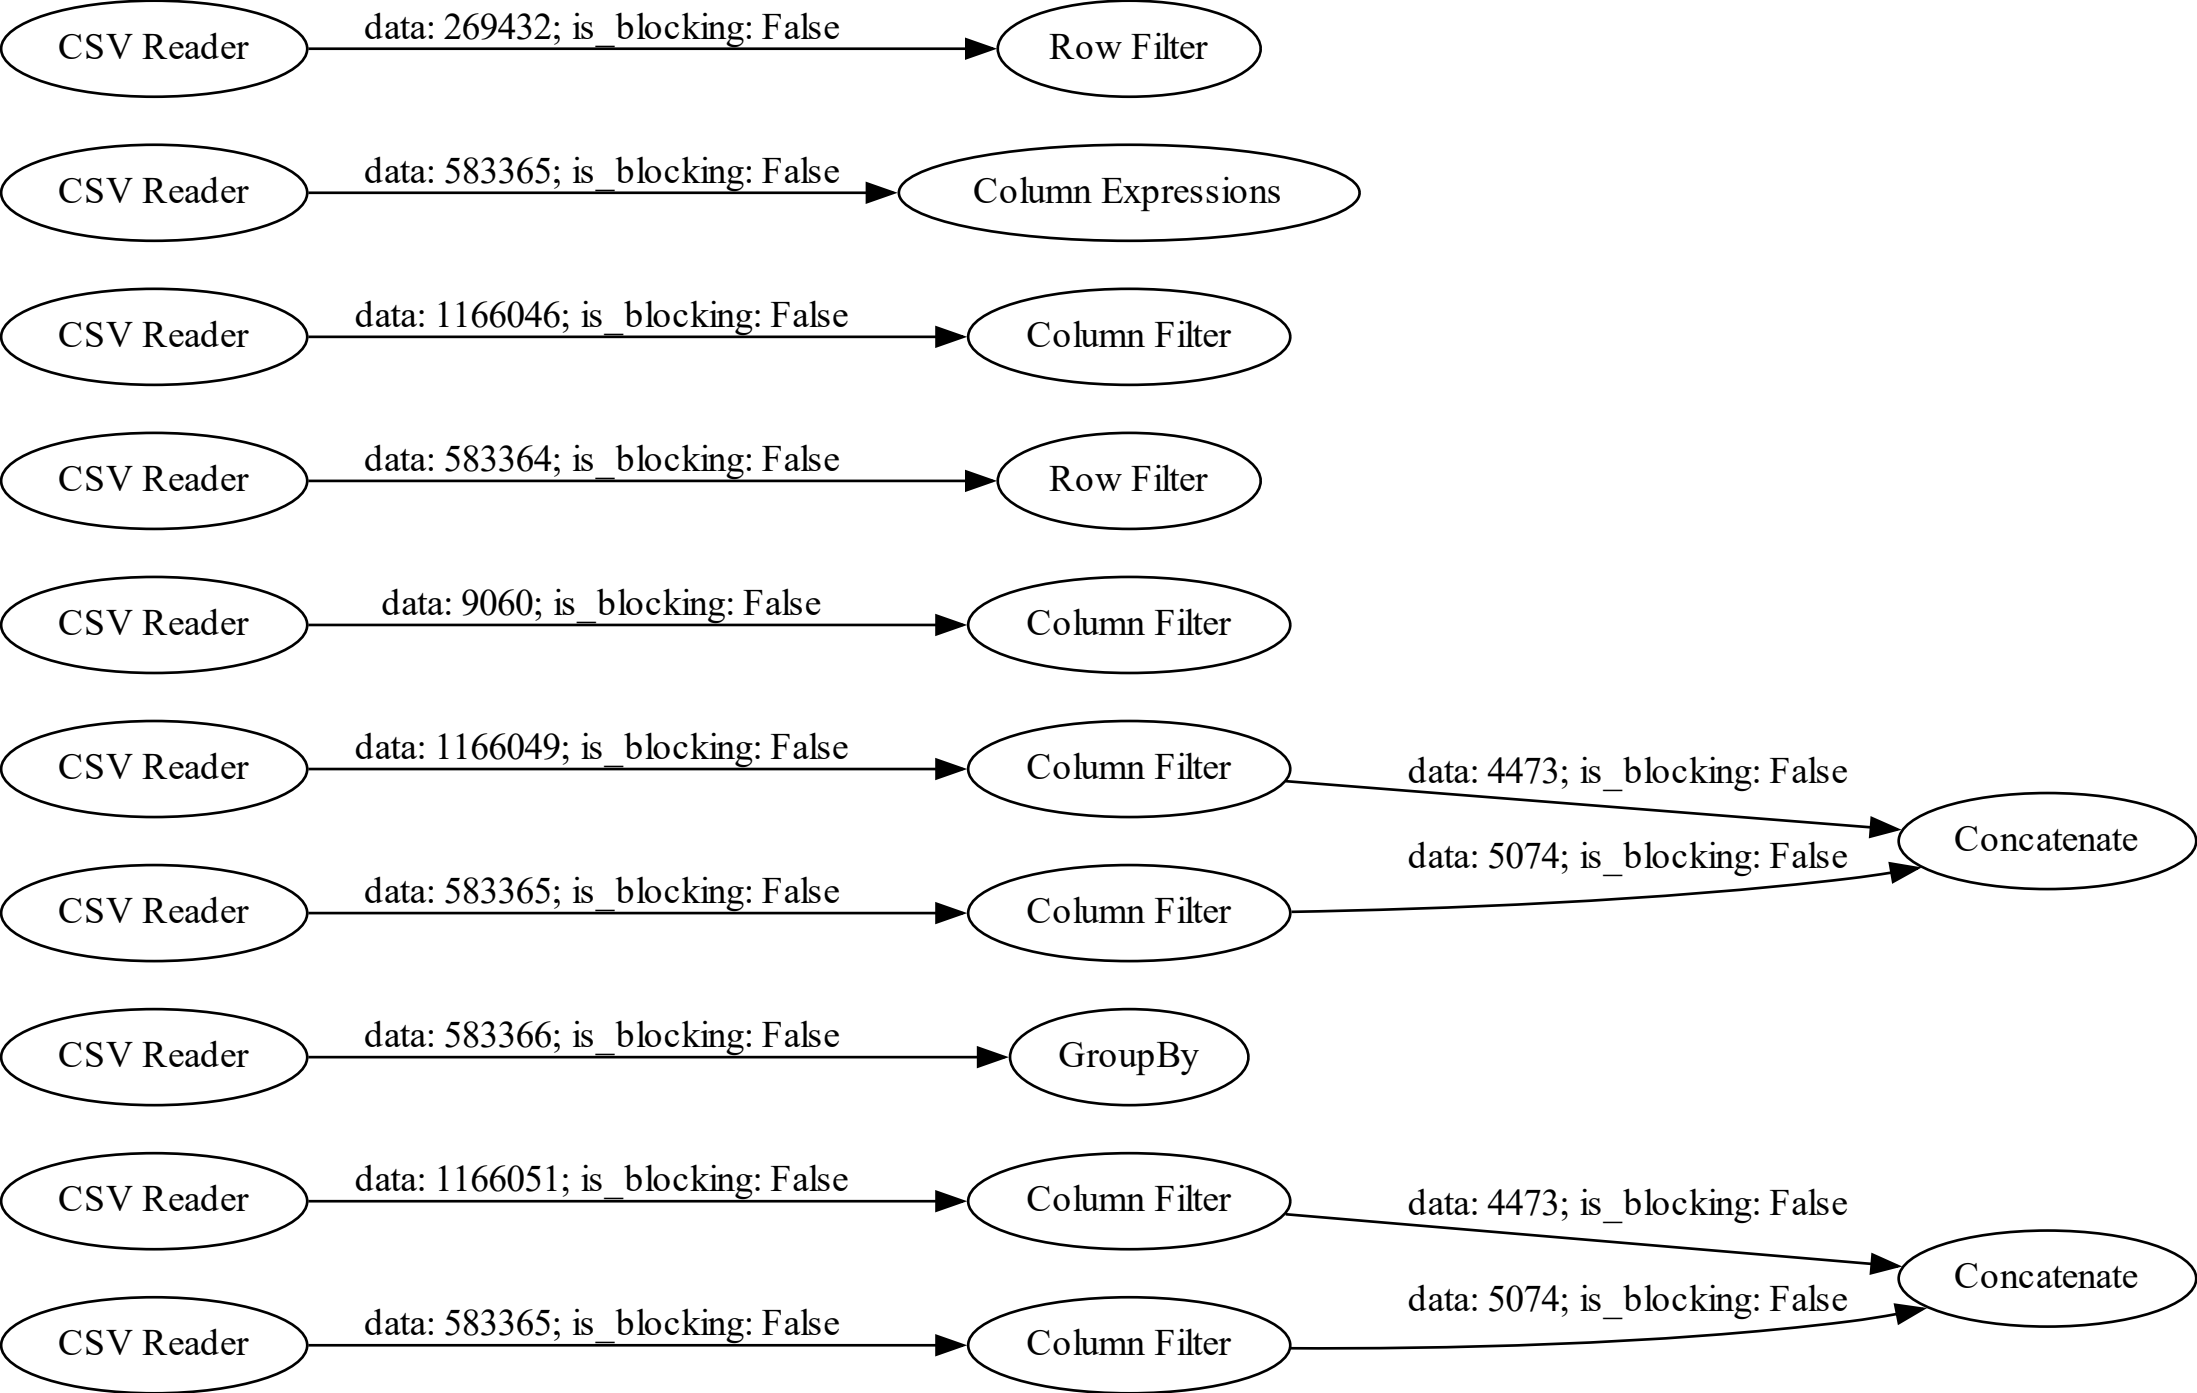 CSV Reader
data: 269432; is_blocking: False
Row Filter
CSV Reader
data: 583365; is_blocking: False
Column Expressions
CSV Reader
data: 1166046; is_blocking: False
Column Filter
CSV Reader
data: 583364; is_blocking: False
Row Filter
CSV Reader
data: 9060; is_blocking: False
Column Filter
CSV Reader
data: 1166049; is_blocking: False
Column Filter
data: 4473; is_blocking: False
Concatenate
CSV Reader
data: 583365; is_blocking: False
Column Filter
data: 5074; is_blocking: False
CSV Reader
data: 583366; is_blocking: False
GroupBy
CSV Reader
data: 1166051; is_blocking: False
Column Filter
data: 4473; is_blocking: False
Concatenate
CSV Reader
data: 583365; is_blocking: False
Column Filter
data: 5074; is_blocking: False